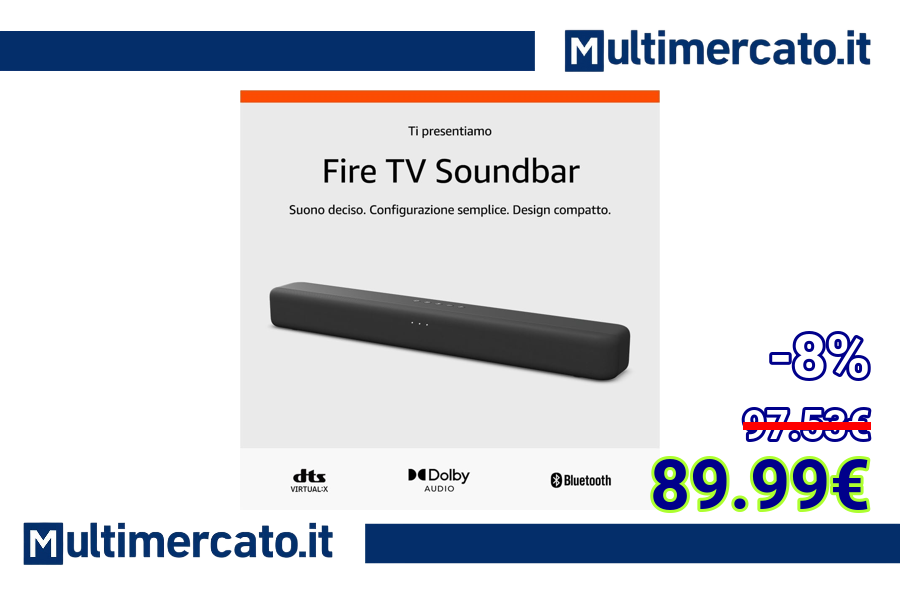 Multimercato.it
Ti presentiamo
Fire TV Soundbar
Suono deciso. Configurazione semplice. Design compatto.
-8%
97.53€
89.99€
dts
VIRTUAL:X
Dolby
AUDIO
Bluetooth
Multimercato.it